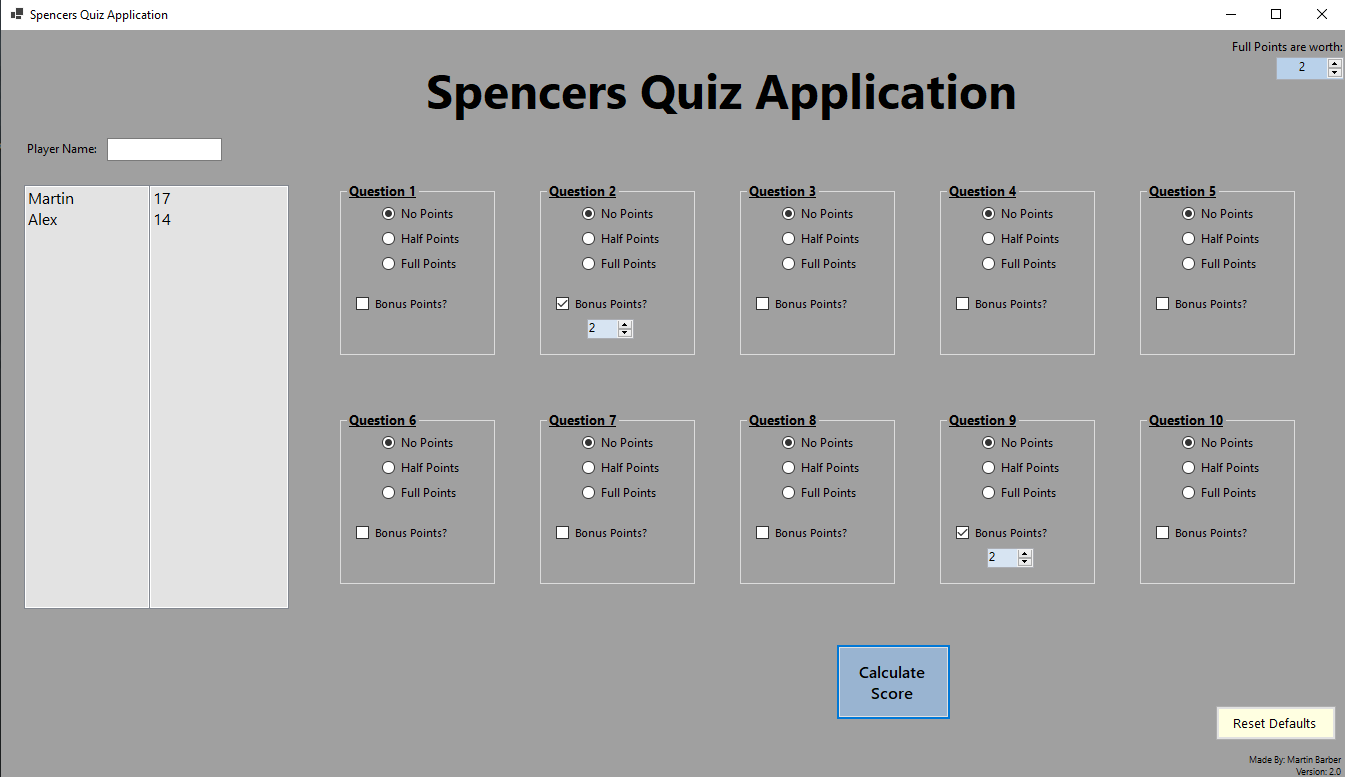 Spencers Quiz Application
Full Points are worth:
2
Spencers Quiz Application
Player Name:
Martin 17
Alex 14
Question 1 Question 2 Question 3 Question 4 Question 5
No Points No Points No Points No Points No Points
Half Points Half Points Half Points Half Points Half Points
Full Points Full Points Full Points Full Points Full Points
Bonus Points? Bonus Points? Bonus Points? Bonus Points? Bonus Points?
2
Question 6 Question 7 Question 8 Question 9 Question 10
No Points No Points No Points No Points No Points
Half Points Half Points Half Points Half Points Half Points
Full Points Full Points Full Points Full Points Full Points
Bonus Points? Bonus Points? Bonus Points? Bonus Points? Bonus Points?
2
Calculate
Score
Reset Defaults
Made By: Martin Barber
Version: 2.0